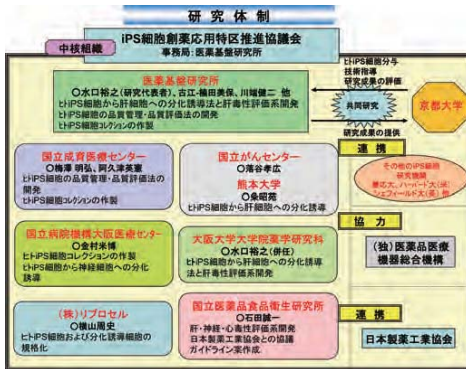 研究体制
iPS細胞創薬応用特区推進協議会
事務局:医薬基盤研究所
中核組織
医薬基盤研究所
○水口裕之(研究代表者)、古江-楠田美保、川端健二 他
ヒトiPS細胞から肝細胞への分化誘導法と肝毒性評価系開発
ヒトiPS細胞の品質管理・品質評価法の開発
ヒトiPS細胞コレクションの作製
ヒトiPS細胞分与
技術指導
研究成果の評価
共同研究
研究成果の提供
京都大学
国立成育医療センター
○梅澤 明弘、阿久津英憲
ヒトiPS細胞の品質管理・品質評価法の
開発
ヒトiPS細胞コレクションの作製
国立がんセンター
○落谷孝広
熊本大学
○粂昭苑
ヒトiPS細胞から肝細胞への分化誘導
連携
その他のiPS細胞
研究機関
慶応大、ハーバード大(米)
シェフィールド大(英)他
国立病院機構大阪医療センター
○金村米博
ヒトiPS細胞コレクションの作製
ヒトiPS細胞から神経細胞への分化
誘導
大阪大学大学院薬学研究科
○水口裕之(併任)
ヒトiPS細胞から肝細胞への分化誘導
法と肝毒性評価系開発
協力
(独)医薬品医療
機器総合機構
(株)リプロセル
○横山周史
ヒトiPS細胞および分化誘導細胞の
規格化
国立医薬品食品衛生研究所
○石田誠一
肝・神経・心毒性評価系開発
日本製薬工業協会との協議
ガイドライン案作成
連携
日本製薬工業協会